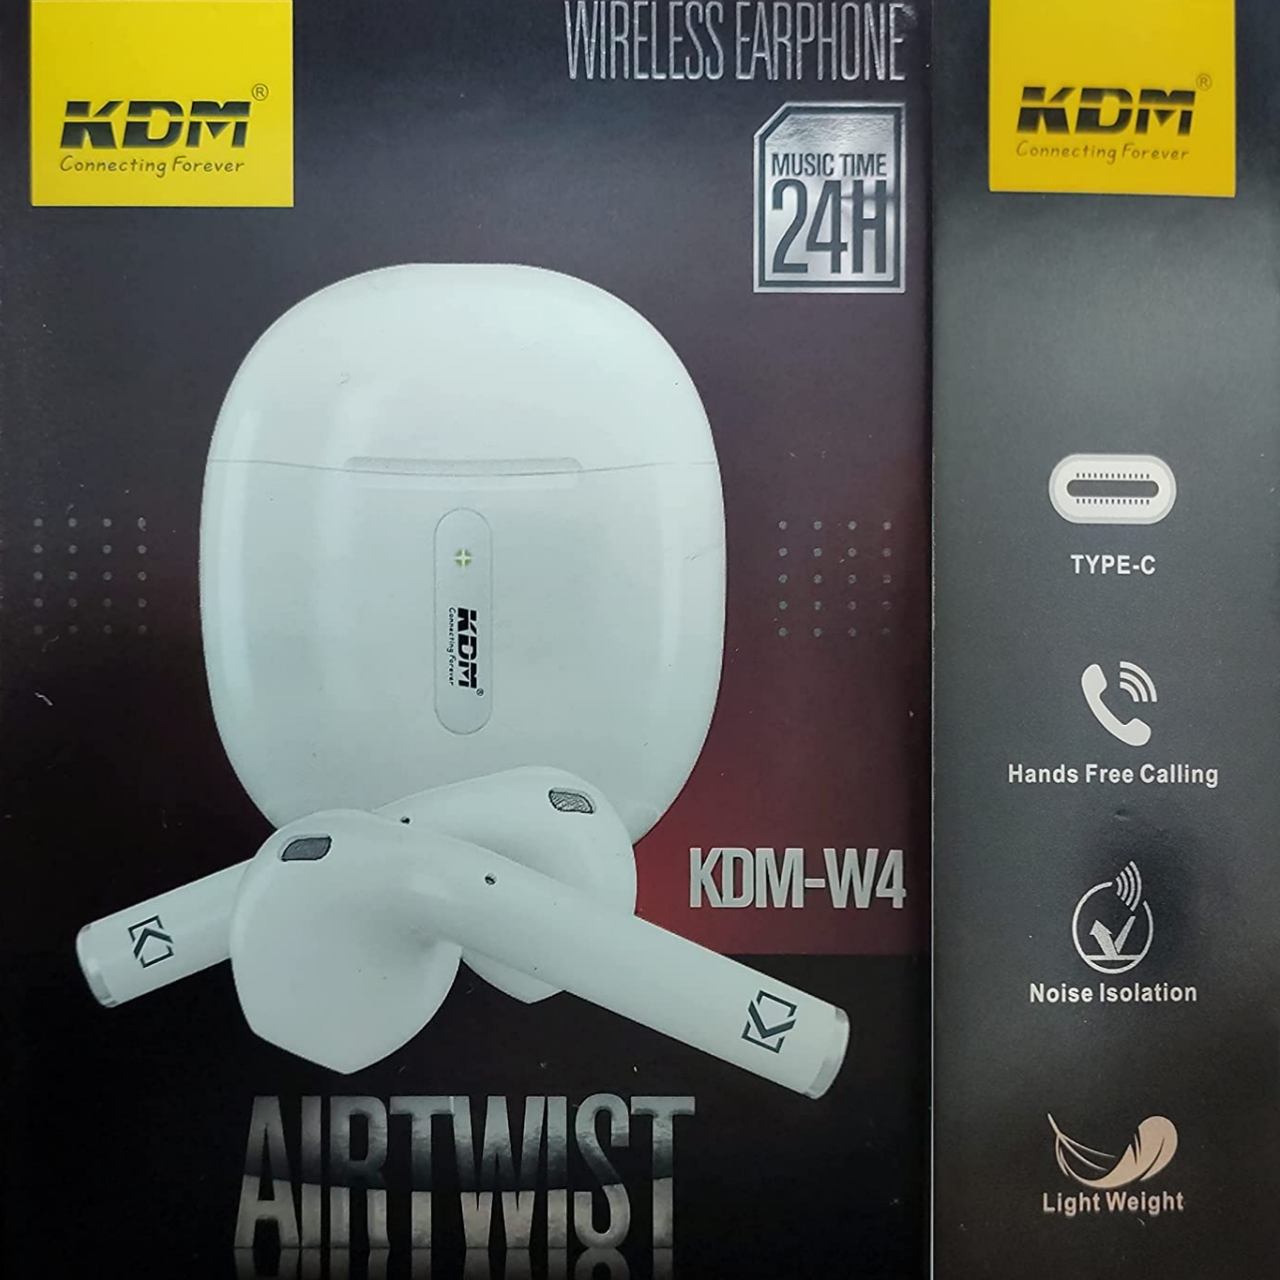 KDM®
Connecting Forever
WIRELESS EARPHONE
MUSIC TIME
24H
KDM®
Connecting Forever
KDM-W4
AIRTWIST
KDM®
Connecting Forever
TYPE-C
Hands Free Calling
Noise Isolation
Light Weight